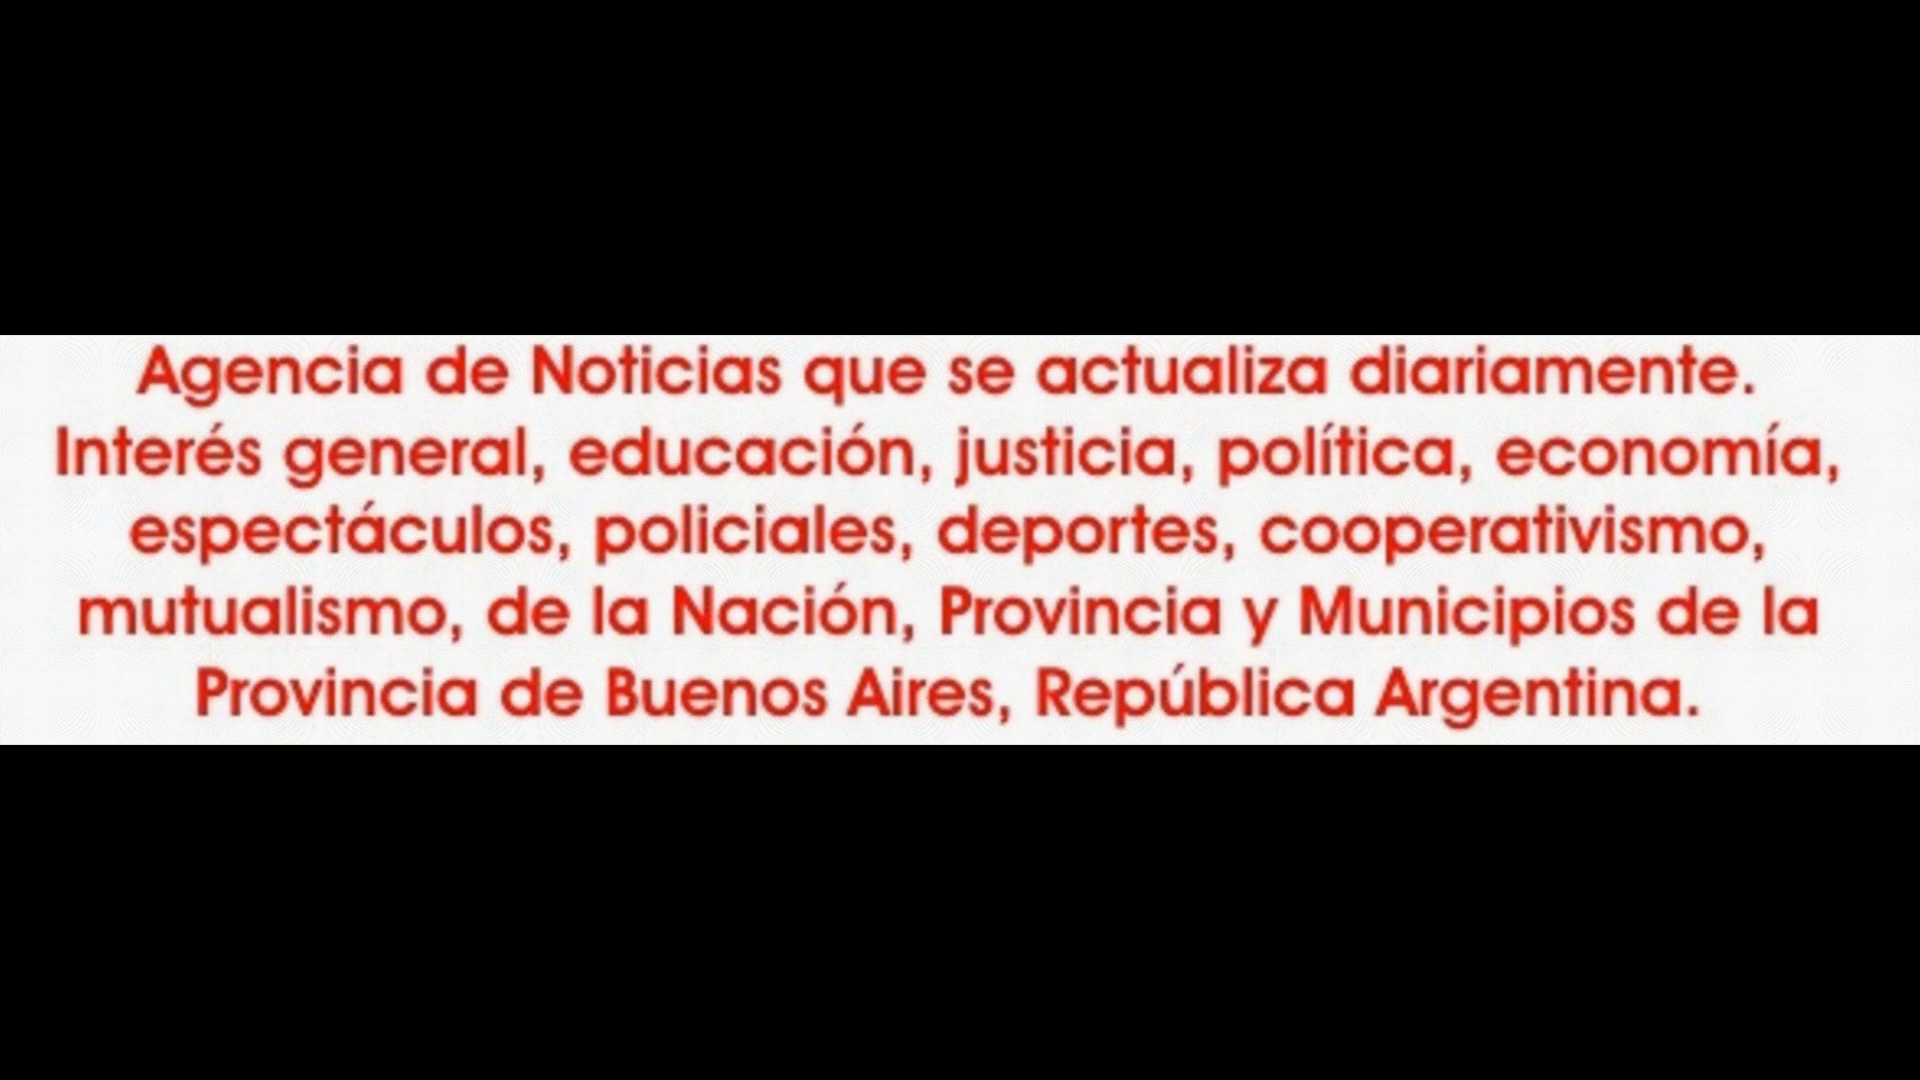 Agencia de Noticias que se actualiza diariamente.
Interés general, educación, justicia, política, economía,
espectáculos, policiales, deportes, cooperativismo,
mutualismo, de la Nación, Provincia y Municipios de la
Provincia de Buenos Aires, República Argentina.